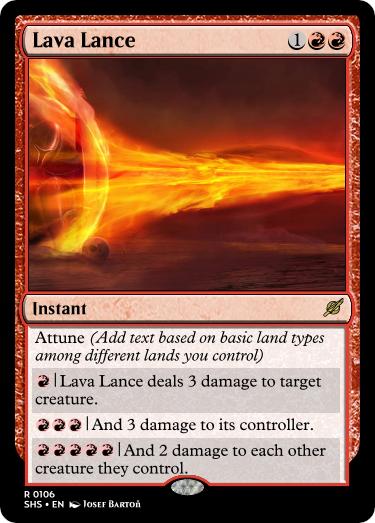 Lava Lance 1
Instant
Attune (Add text based on basic land types
among different lands you control)
|Lava Lance deals 3 damage to target
creature.
|And 3 damage to its controller.
|And 2 damage to each other
creature they control.
R 0106
SHS • EN Josef Bartoň